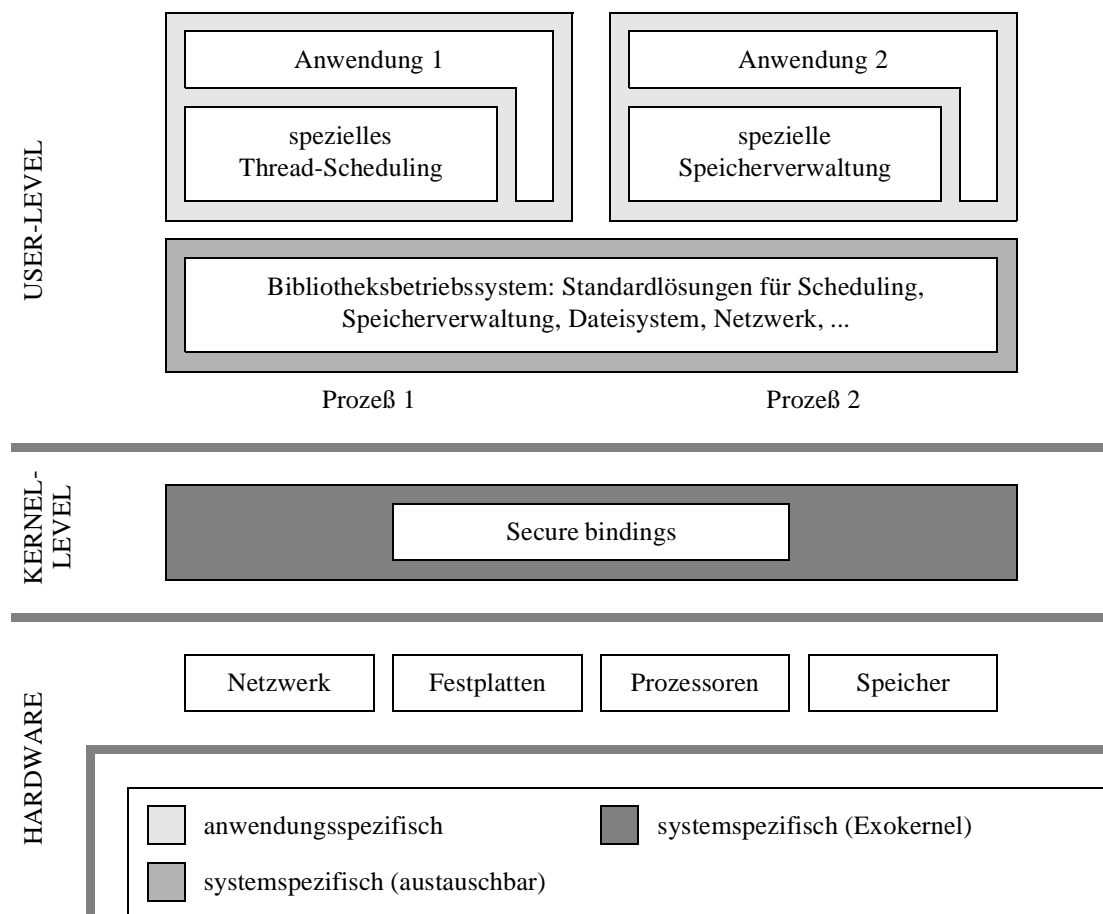 Anwendung 1
Anwendung 2
spezielles
Thread-Scheduling
spezielle
Speicherverwaltung
USER-LEVEL
Bibliotheksbetriebssystem: Standardlösungen für Scheduling,
Speicherverwaltung, Dateisystem, Netzwerk, ...
Prozeß 1
Prozeß 2
KERNEL-
LEVEL
Secure bindings
HARDWARE
Netzwerk
Festplatten
Prozessoren
Speicher
anwendungsspezifisch
systemspezifisch (Exokernel)
systemspezifisch (austauschbar)